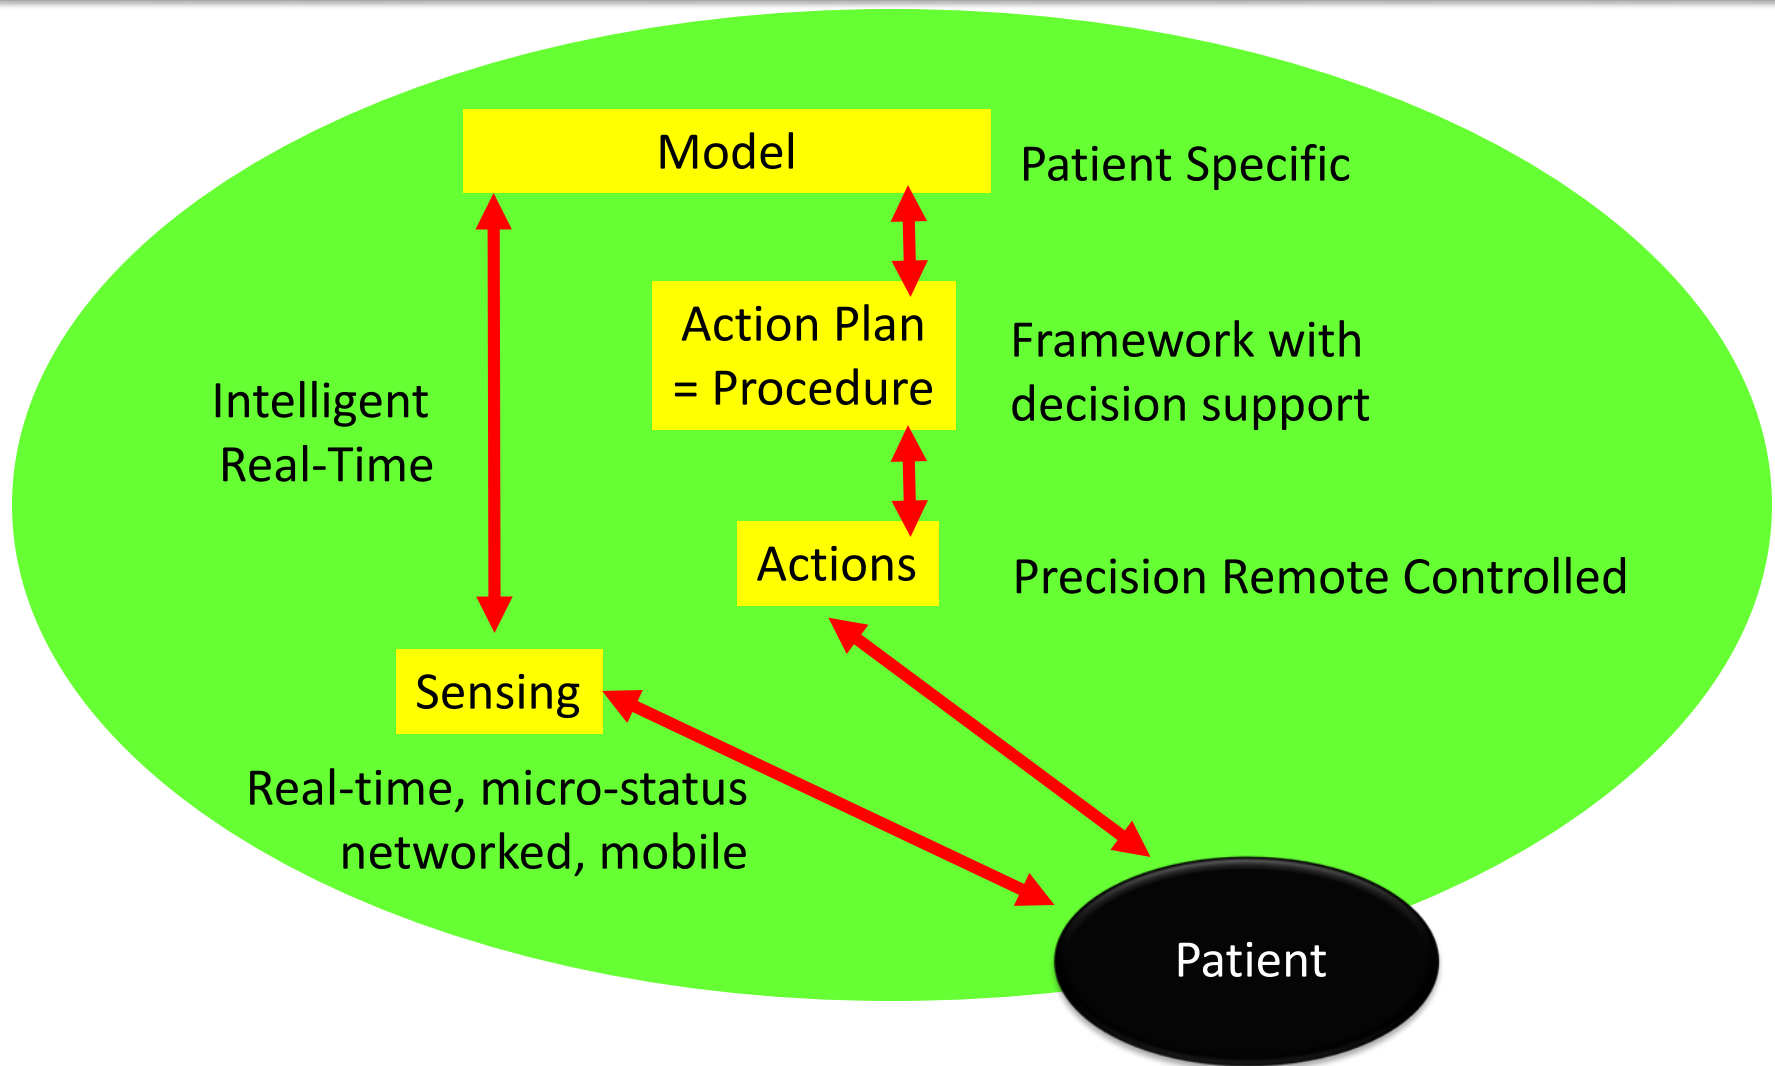 Model
Patient Specific
Action Plan
= Procedure
Framework with
decision support
Intelligent
Real-Time
Actions
Precision Remote Controlled
Sensing
Real-time, micro-status
networked, mobile
Patient